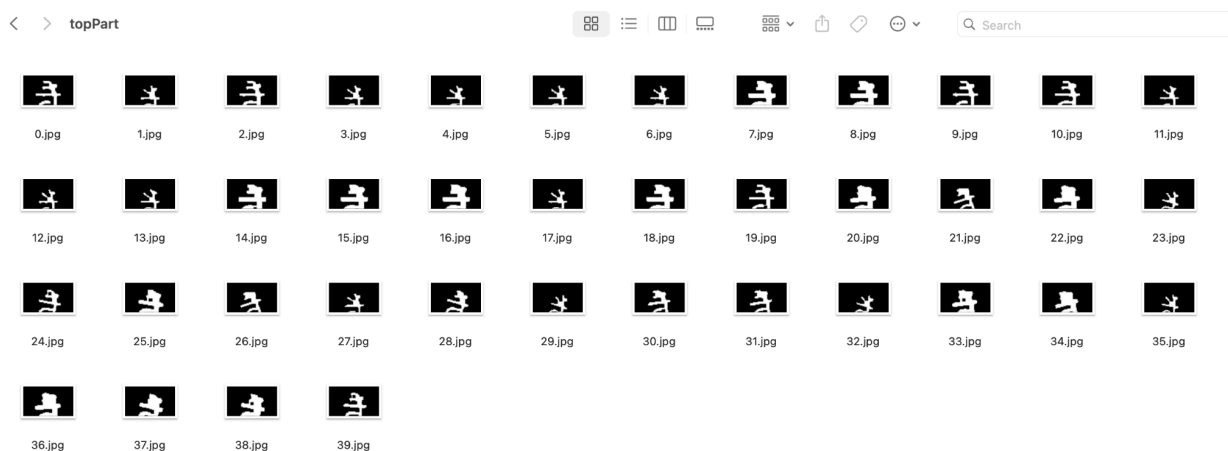 topPart
Search
0.jpg 1.jpg 2.jpg 3.jpg 4.jpg 5.jpg 6.jpg 7.jpg 8.jpg 9.jpg 10.jpg 11.jpg
12.jpg 13.jpg 14.jpg 15.jpg 16.jpg 17.jpg 18.jpg 19.jpg 20.jpg 21.jpg 22.jpg 23.jpg
24.jpg 25.jpg 26.jpg 27.jpg 28.jpg 29.jpg 30.jpg 31.jpg 32.jpg 33.jpg 34.jpg 35.jpg
36.jpg 37.jpg 38.jpg 39.jpg